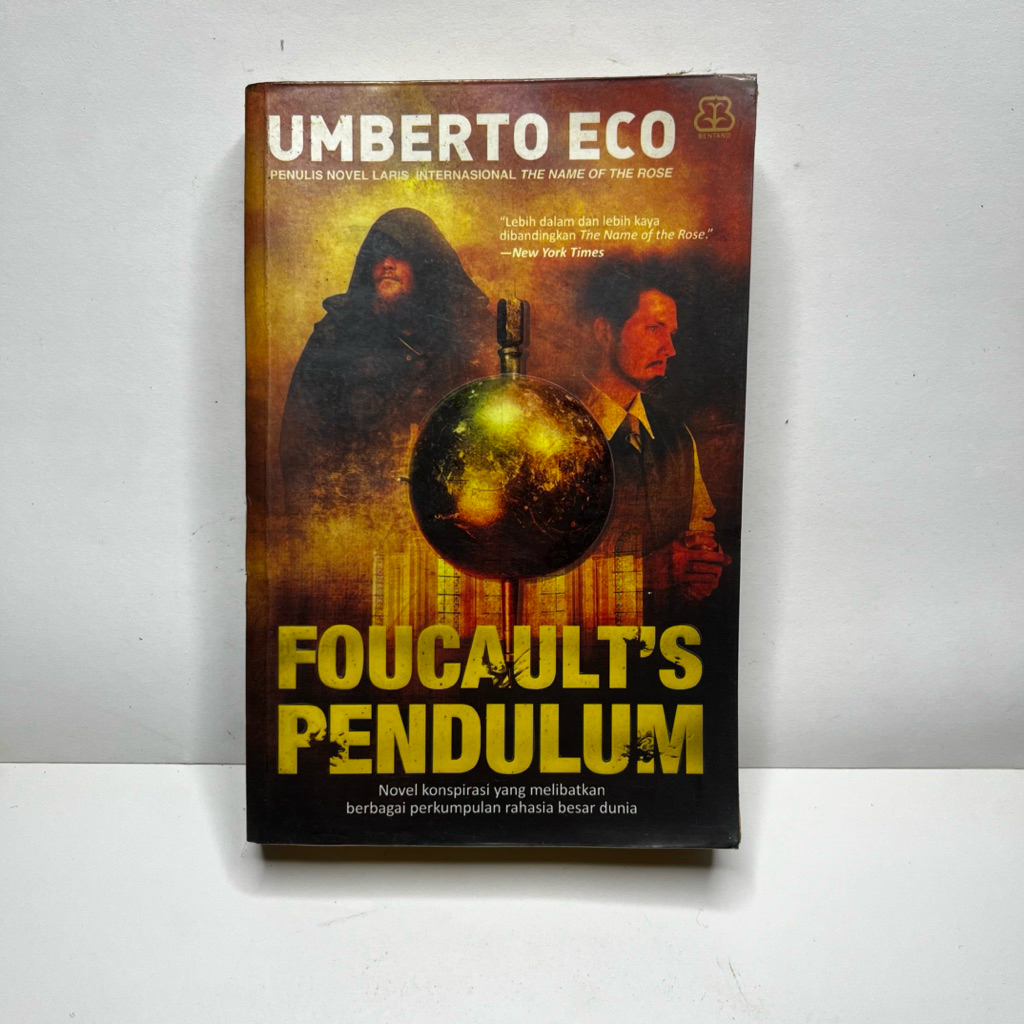 UMBERTO ECO
BENTANG
PENULIS NOVEL LARIS INTERNASIONAL THE NAME OF THE ROSE
"Lebih dalam dan lebih kaya
dibandingkan The Name of the Rose."
—New York Times
FOUCAULT'S
PENDULUM
Novel konspirasi yang melibatkan
berbagai perkumpulan rahasia besar dunia